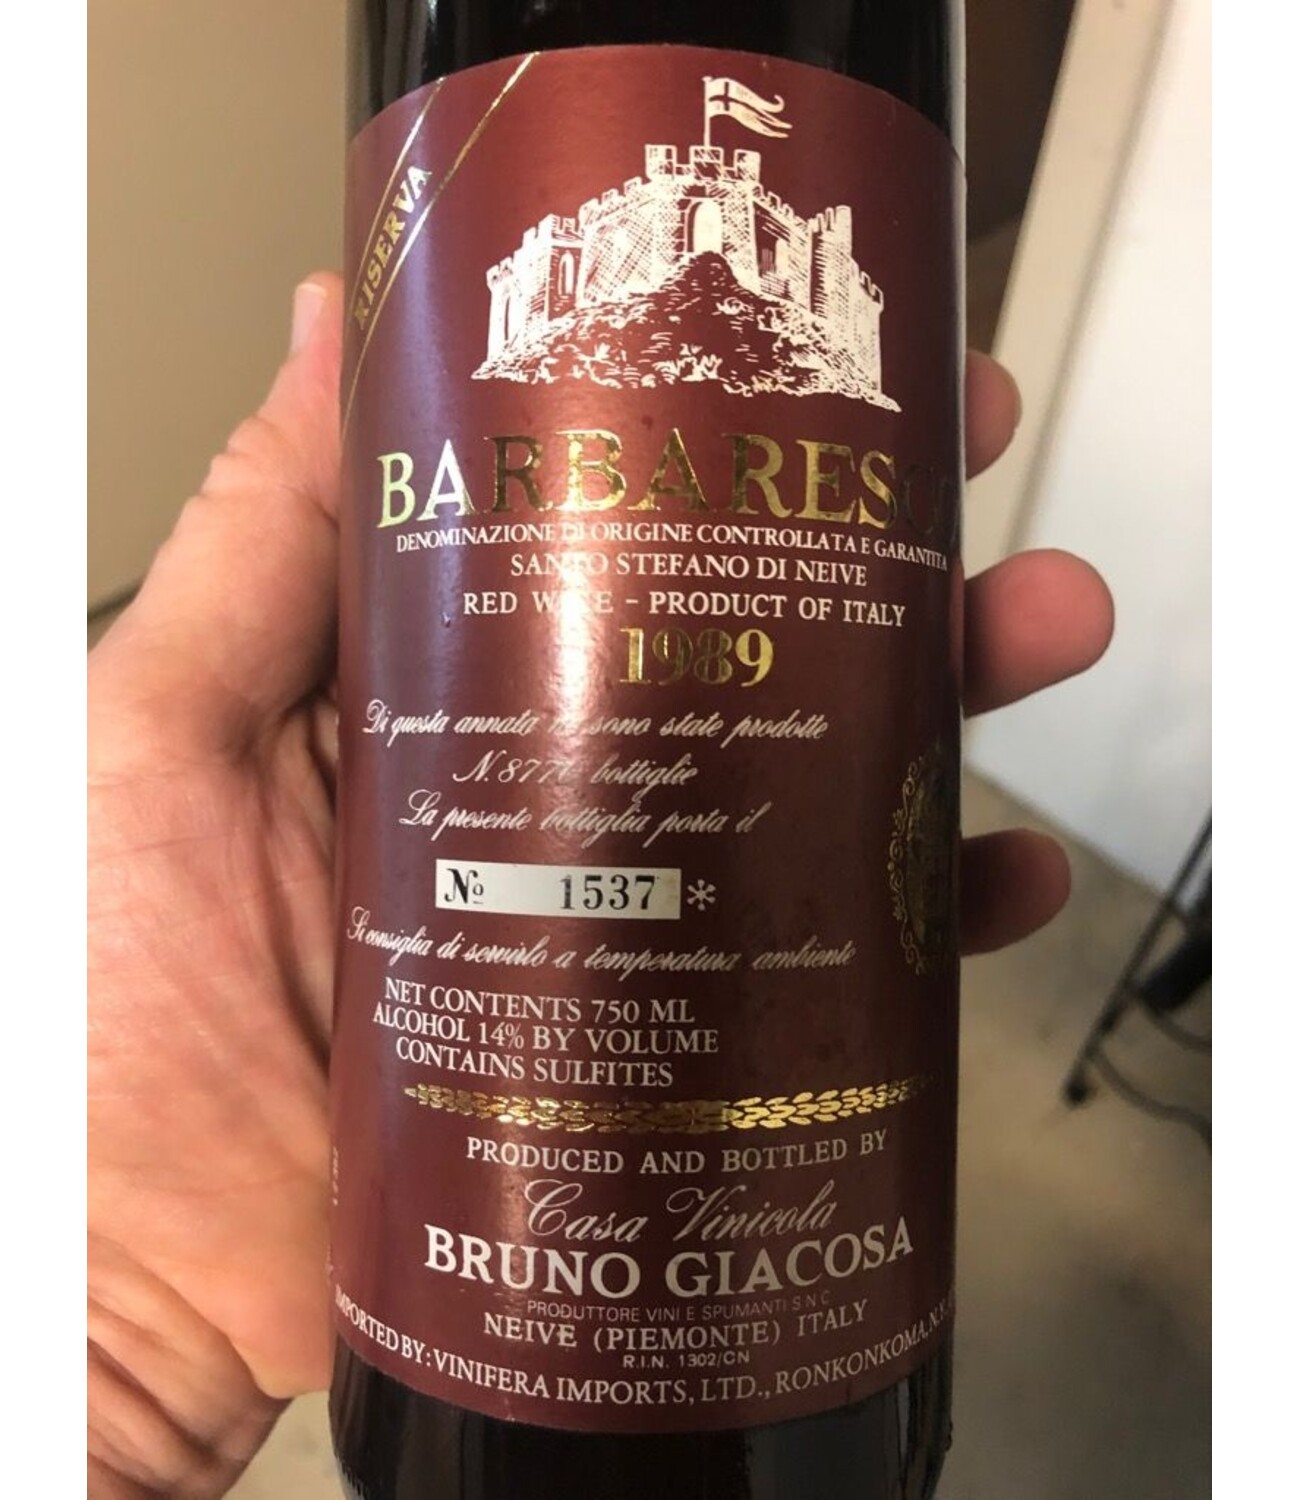 RISERVA
BARBARESCO
DENOMINAZIONE DI ORIGINE CONTROLLATA E GARANTITA
SANTO STEFANO DI NEIVE
RED WINE - PRODUCT OF ITALY
1989
Di questa annata sono state prodotte
N. bottiglie
La presente bottiglia porta il
No 1537 *
Si consiglia di servirlo a temperatura ambiente
NET CONTENTS 750 ML
ALCOHOL 14% BY VOLUME
CONTAINS SULFITES
PRODUCED AND BOTTLED BY
Casa Vinicola
BRUNO GIACOSA
PRODUTTORE VINI E SPUMANTI S N C
NEIVE (PIEMONTE) ITALY
R.I.N. 1302/CN
IMPORTED BY: VINIFERA IMPORTS, LTD., RONKONKOMA, N.Y.